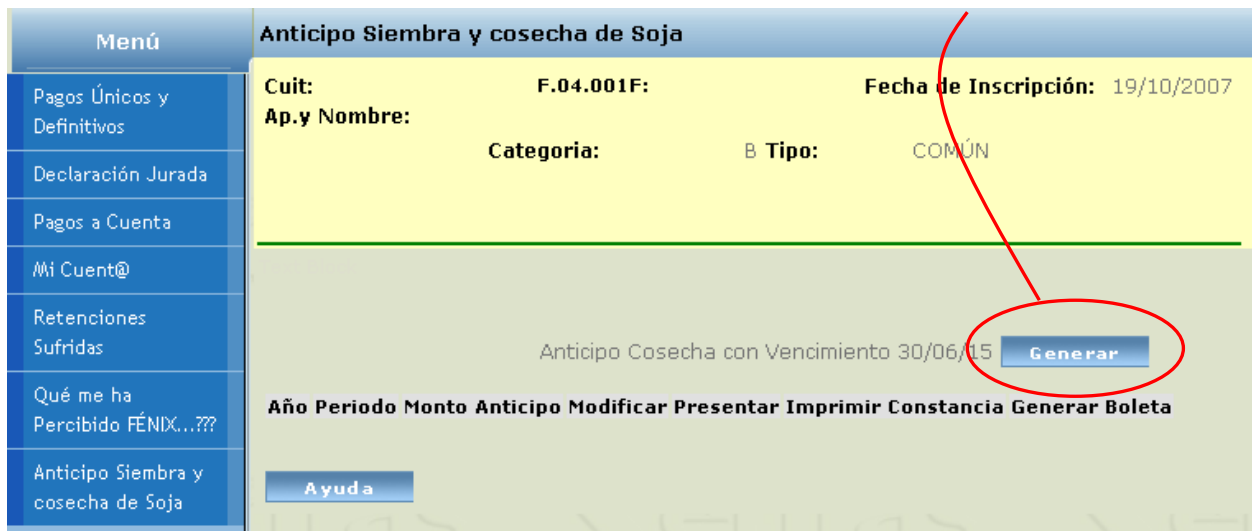 Menú
Pagos Únicos y
Definitivos
Declaración Jurada
Pagos a Cuenta
Mi Cuent@
Retenciones
Sufridas
Qué me ha
Percibido FÉNIX...???
Anticipo Siembra y
cosecha de Soja
Anticipo Siembra y cosecha de Soja
Cuit: F.04.001F: Fecha de Inscripción: 19/10/2007
Ap.y Nombre:
Categoria: B Tipo: COMÚN
Anticipo Cosecha con Vencimiento 30/06/15 Generar
Año Periodo Monto Anticipo Modificar Presentar Imprimir Constancia Generar Boleta
Ayuda